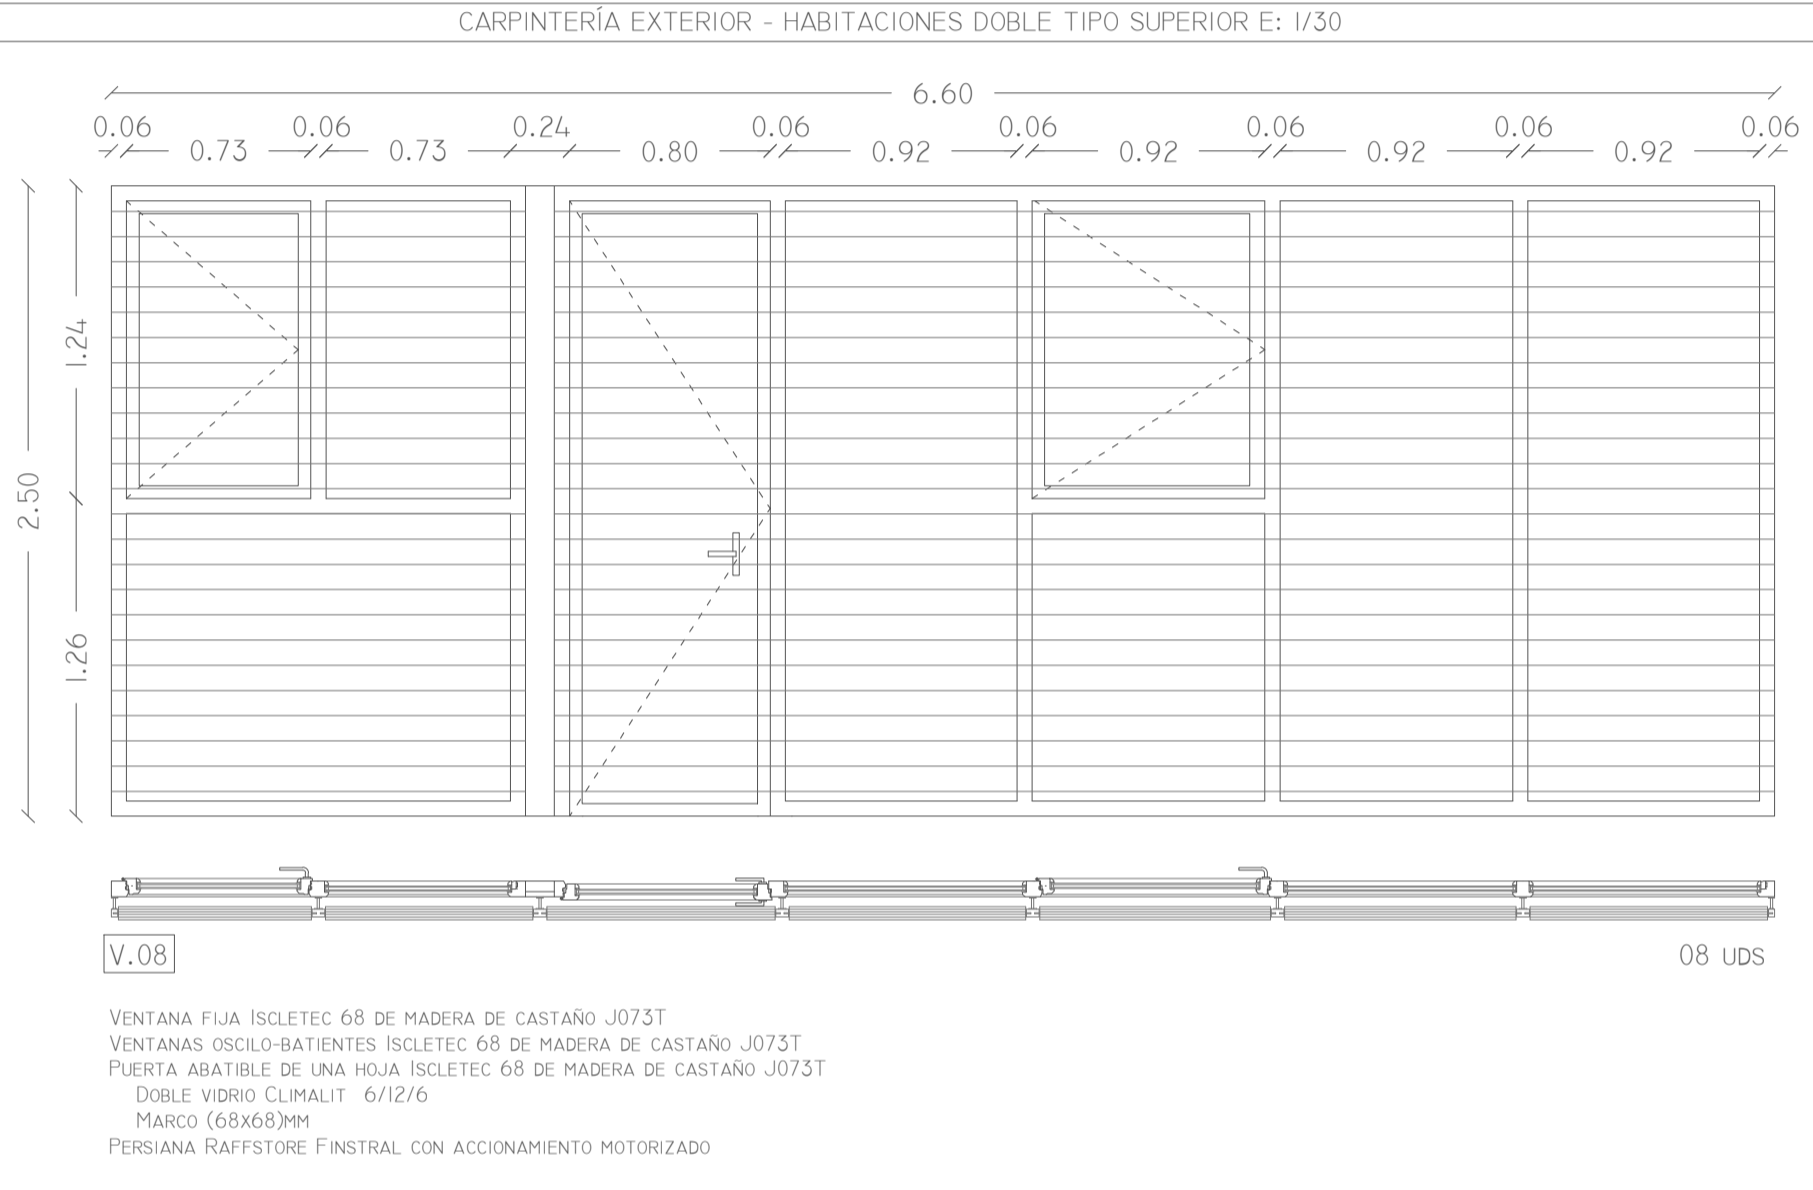 CARPINTERÍA EXTERIOR - HABITACIONES DOBLE TIPO SUPERIOR E: 1/30
6.60
0.06 0.06 0.24 0.06 0.06 0.06 0.06 0.06
0.73 0.73 0.80 0.92 0.92 0.92 0.92
1.24
2.50
1.26
V.08
08 UDS
VENTANA FIJA ISCLETEC 68 DE MADERA DE CASTAÑO J073T
VENTANAS OSCILO-BATIENTES ISCLETEC 68 DE MADERA DE CASTAÑO J073T
PUERTA ABATIBLE DE UNA HOJA ISCLETEC 68 DE MADERA DE CASTAÑO J073T
DOBLE VIDRIO CLIMALIT 6/12/6
MARCO (68X68)MM
PERSIANA RAFFSTORE FINSTRAL CON ACCIONAMIENTO MOTORIZADO